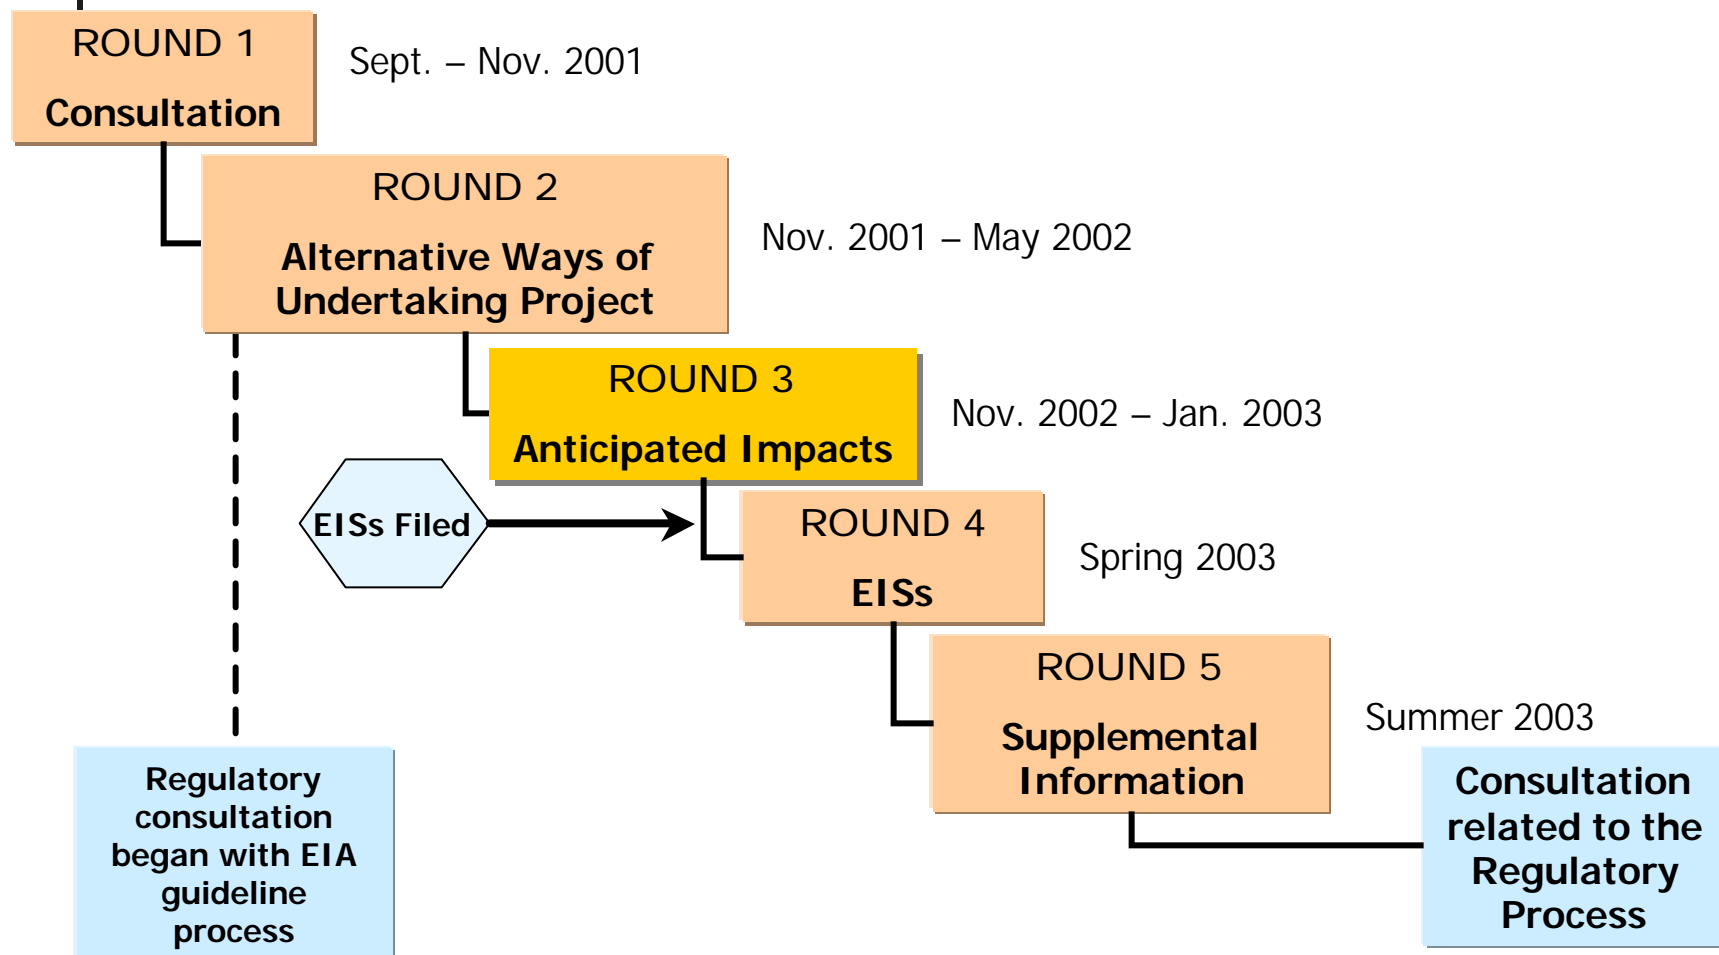 ROUND 1
Consultation
Sept. – Nov. 2001
ROUND 2
Alternative Ways of
Undertaking Project
Nov. 2001 – May 2002
ROUND 3
Anticipated Impacts
Nov. 2002 – Jan. 2003
EISs Filed
ROUND 4
EISs
Spring 2003
ROUND 5
Supplemental
Information
Summer 2003
Regulatory
consultation
began with EIA
guideline
process
Consultation
related to the
Regulatory
Process